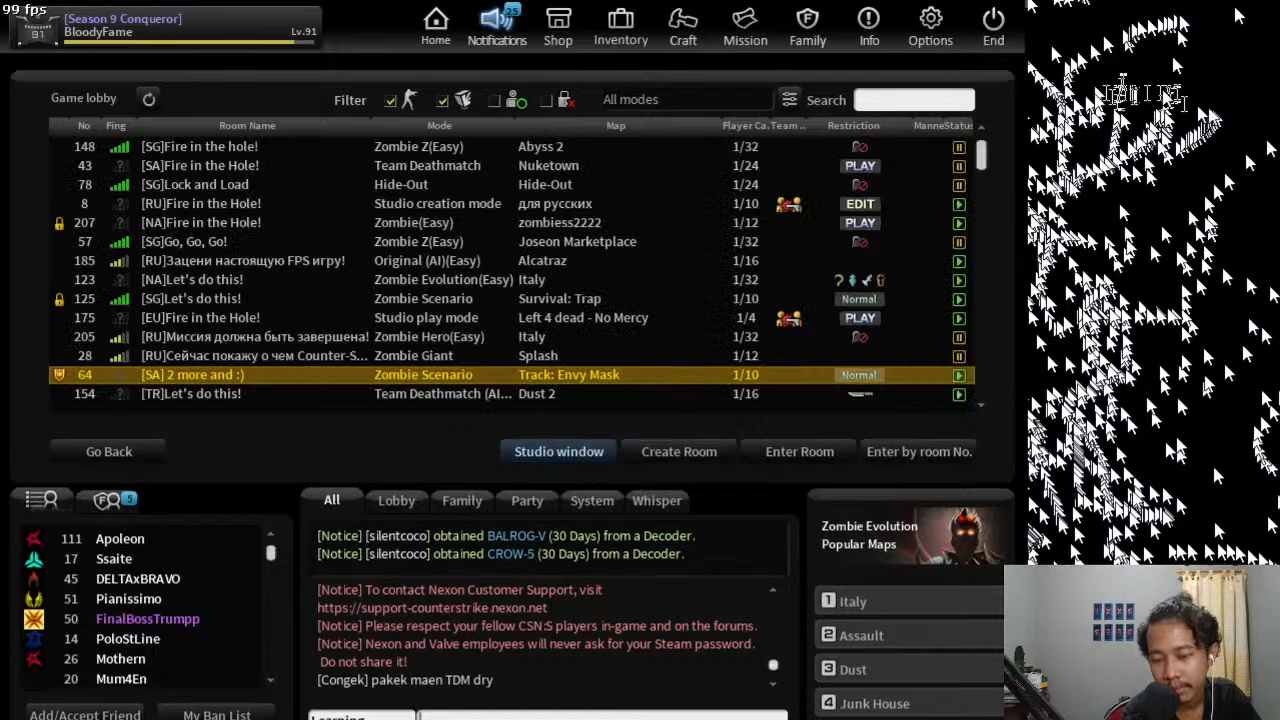 99 fps
[Season 9 Conqueror]
BloodyFame
91
Lv.91
Home
25
Notifications
Shop
Inventory
Craft
Mission
Family
Info
Options
End
Game lobby
Filter
All modes
Search
No Ping Room Name Mode Map Player Ca.. Team .. Restriction Manne Status
148 [SG]Fire in the hole! Zombie Z(Easy) Abyss 2 1/32
43 [SA]Fire in the Hole! Team Deathmatch Nuketown 1/24 PLAY
78 [SG]Lock and Load Hide-Out Hide-Out 1/24
8 [RU]Fire in the Hole! Studio creation mode для русских 1/10 EDIT
207 [NA]Fire in the Hole! Zombie(Easy) zombiess2222 1/12 PLAY
57 [SG]Go, Go, Go! Zombie Z(Easy) Joseon Marketplace 1/32
185 [RU]Зацени настоящую FPS игру! Original (AI)(Easy) Alcatraz 1/16
123 [NA]Let's do this! Zombie Evolution(Easy) Italy 1/32
125 [SG]Let's do this! Zombie Scenario Survival: Trap 1/10 Normal
175 [EU]Fire in the Hole! Studio play mode Left 4 dead - No Mercy 1/4 PLAY
205 [RU]Миссия должна быть завершена! Zombie Hero(Easy) Italy 1/32
28 [RU]Сейчас покажу о чем Counter-S... Zombie Giant Splash 1/12
64 [SA] 2 more and :) Zombie Scenario Track: Envy Mask 1/10 Normal
154 [TR]Let's do this! Team Deathmatch (AI... Dust 2 1/16
Go Back
Studio window
Create Room
Enter Room
Enter by room No.
5
111 Apoleon
17 Ssaite
45 DELTAxBRAVO
51 Pianissimo
50 FinalBossTrumpp
14 PoloStLine
26 Mothern
20 Mum4En
Add/Accept Friend
My Ban List
All Lobby Family Party System Whisper
[Notice] [silentcoco] obtained BALROG-V (30 Days) from a Decoder.
[Notice] [silentcoco] obtained CROW-5 (30 Days) from a Decoder.
[Notice] To contact Nexon Customer Support, visit
https://support-counterstrike.nexon.net
[Notice] Please respect your fellow CSN:S players in-game and on the forums.
[Notice] Nexon and Valve employees will never ask for your Steam password.
Do not share it!
[Congek] pakek maen TDM dry
Learning
Zombie Evolution
Popular Maps
1 Italy
2 Assault
3 Dust
4 Junk House